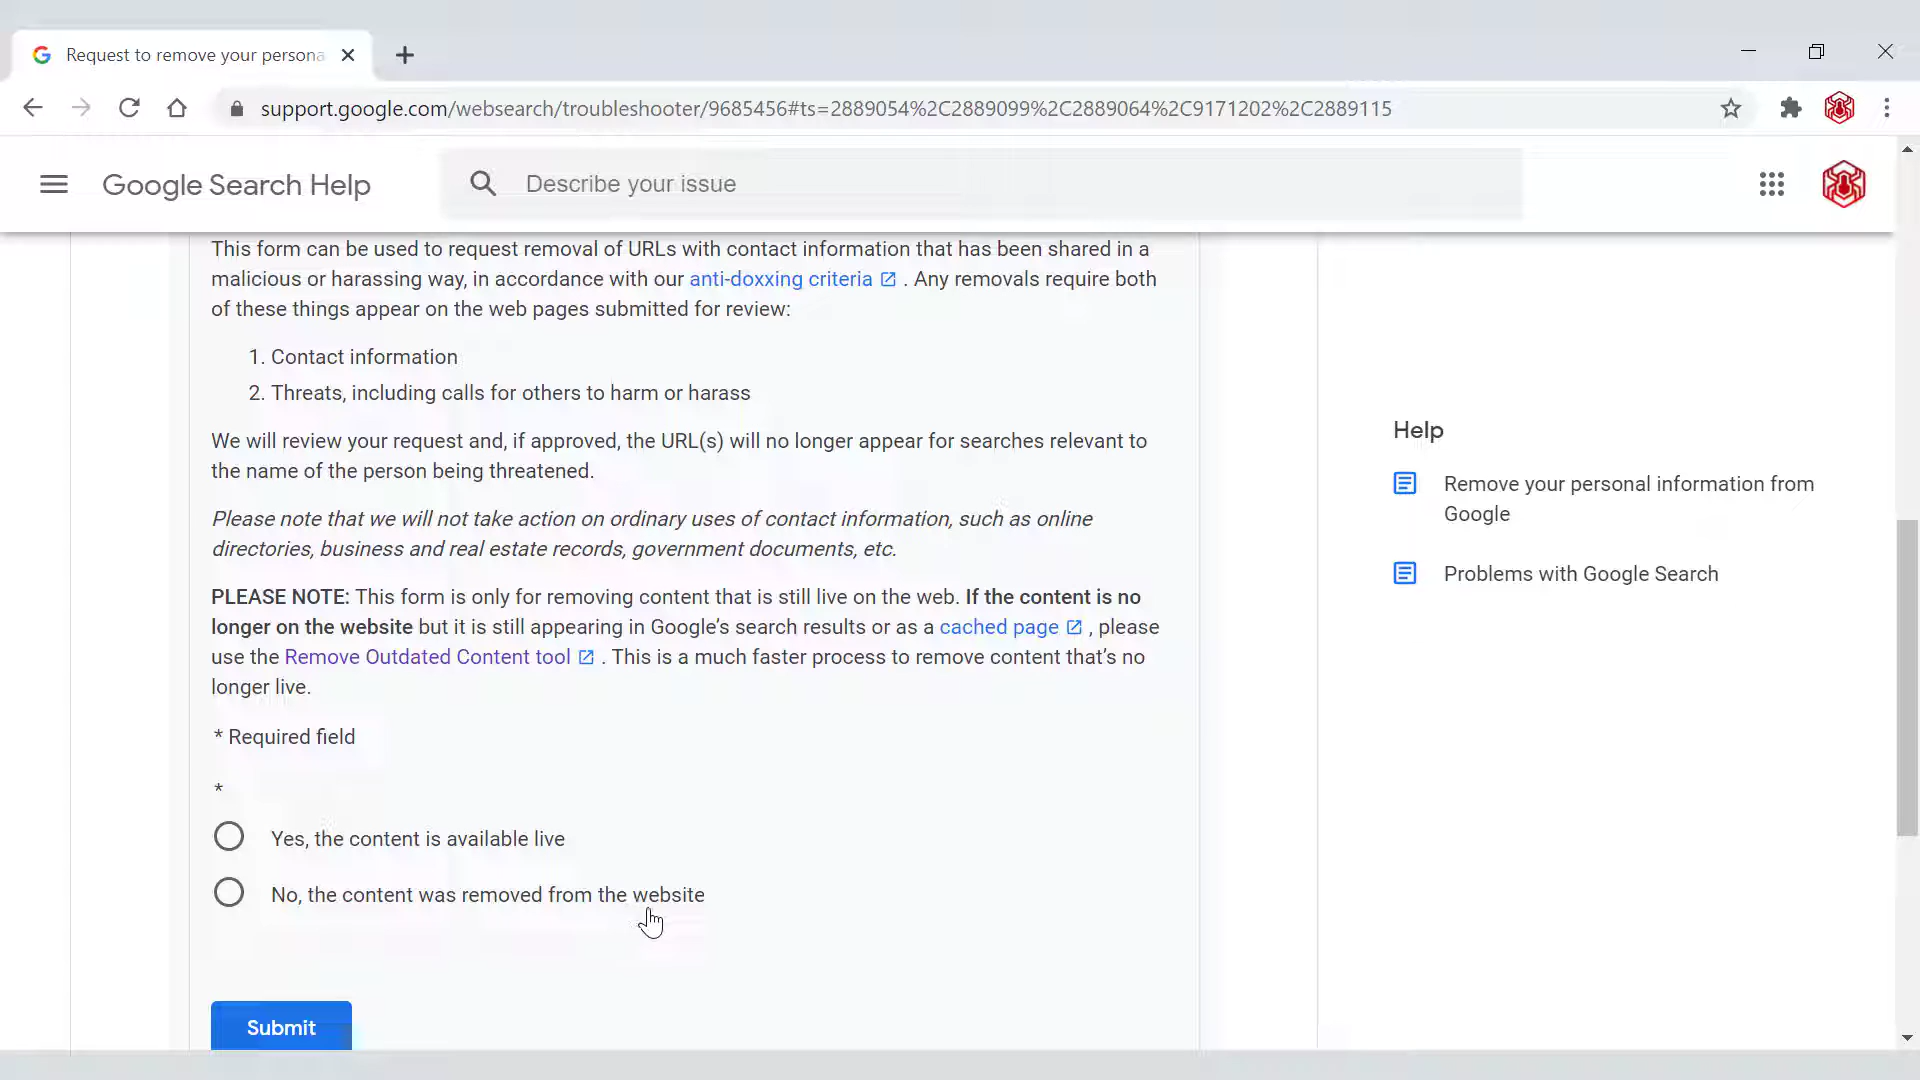 Request to remove your persona
support.google.com/websearch/troubleshooter/9685456#ts=2889054%2C2889099%2C2889064%2C9171202%2C2889115
Google Search Help
Describe your issue
This form can be used to request removal of URLs with contact information that has been shared in a
malicious or harassing way, in accordance with our anti-doxxing criteria . Any removals require both
of these things appear on the web pages submitted for review:
1. Contact information
2. Threats, including calls for others to harm or harass
We will review your request and, if approved, the URL(s) will no longer appear for searches relevant to
the name of the person being threatened.
Please note that we will not take action on ordinary uses of contact information, such as online
directories, business and real estate records, government documents, etc.
PLEASE NOTE: This form is only for removing content that is still live on the web. If the content is no
longer on the website but it is still appearing in Google's search results or as a cached page , please
use the Remove Outdated Content tool . This is a much faster process to remove content that's no
longer live.
* Required field
*
Yes, the content is available live
No, the content was removed from the website
Submit
Help
Remove your personal information from
Google
Problems with Google Search